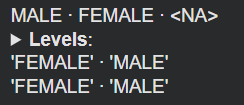 MALE · FEMALE · <NA>
▶ Levels:
'FEMALE' · 'MALE'
'FEMALE' · 'MALE'